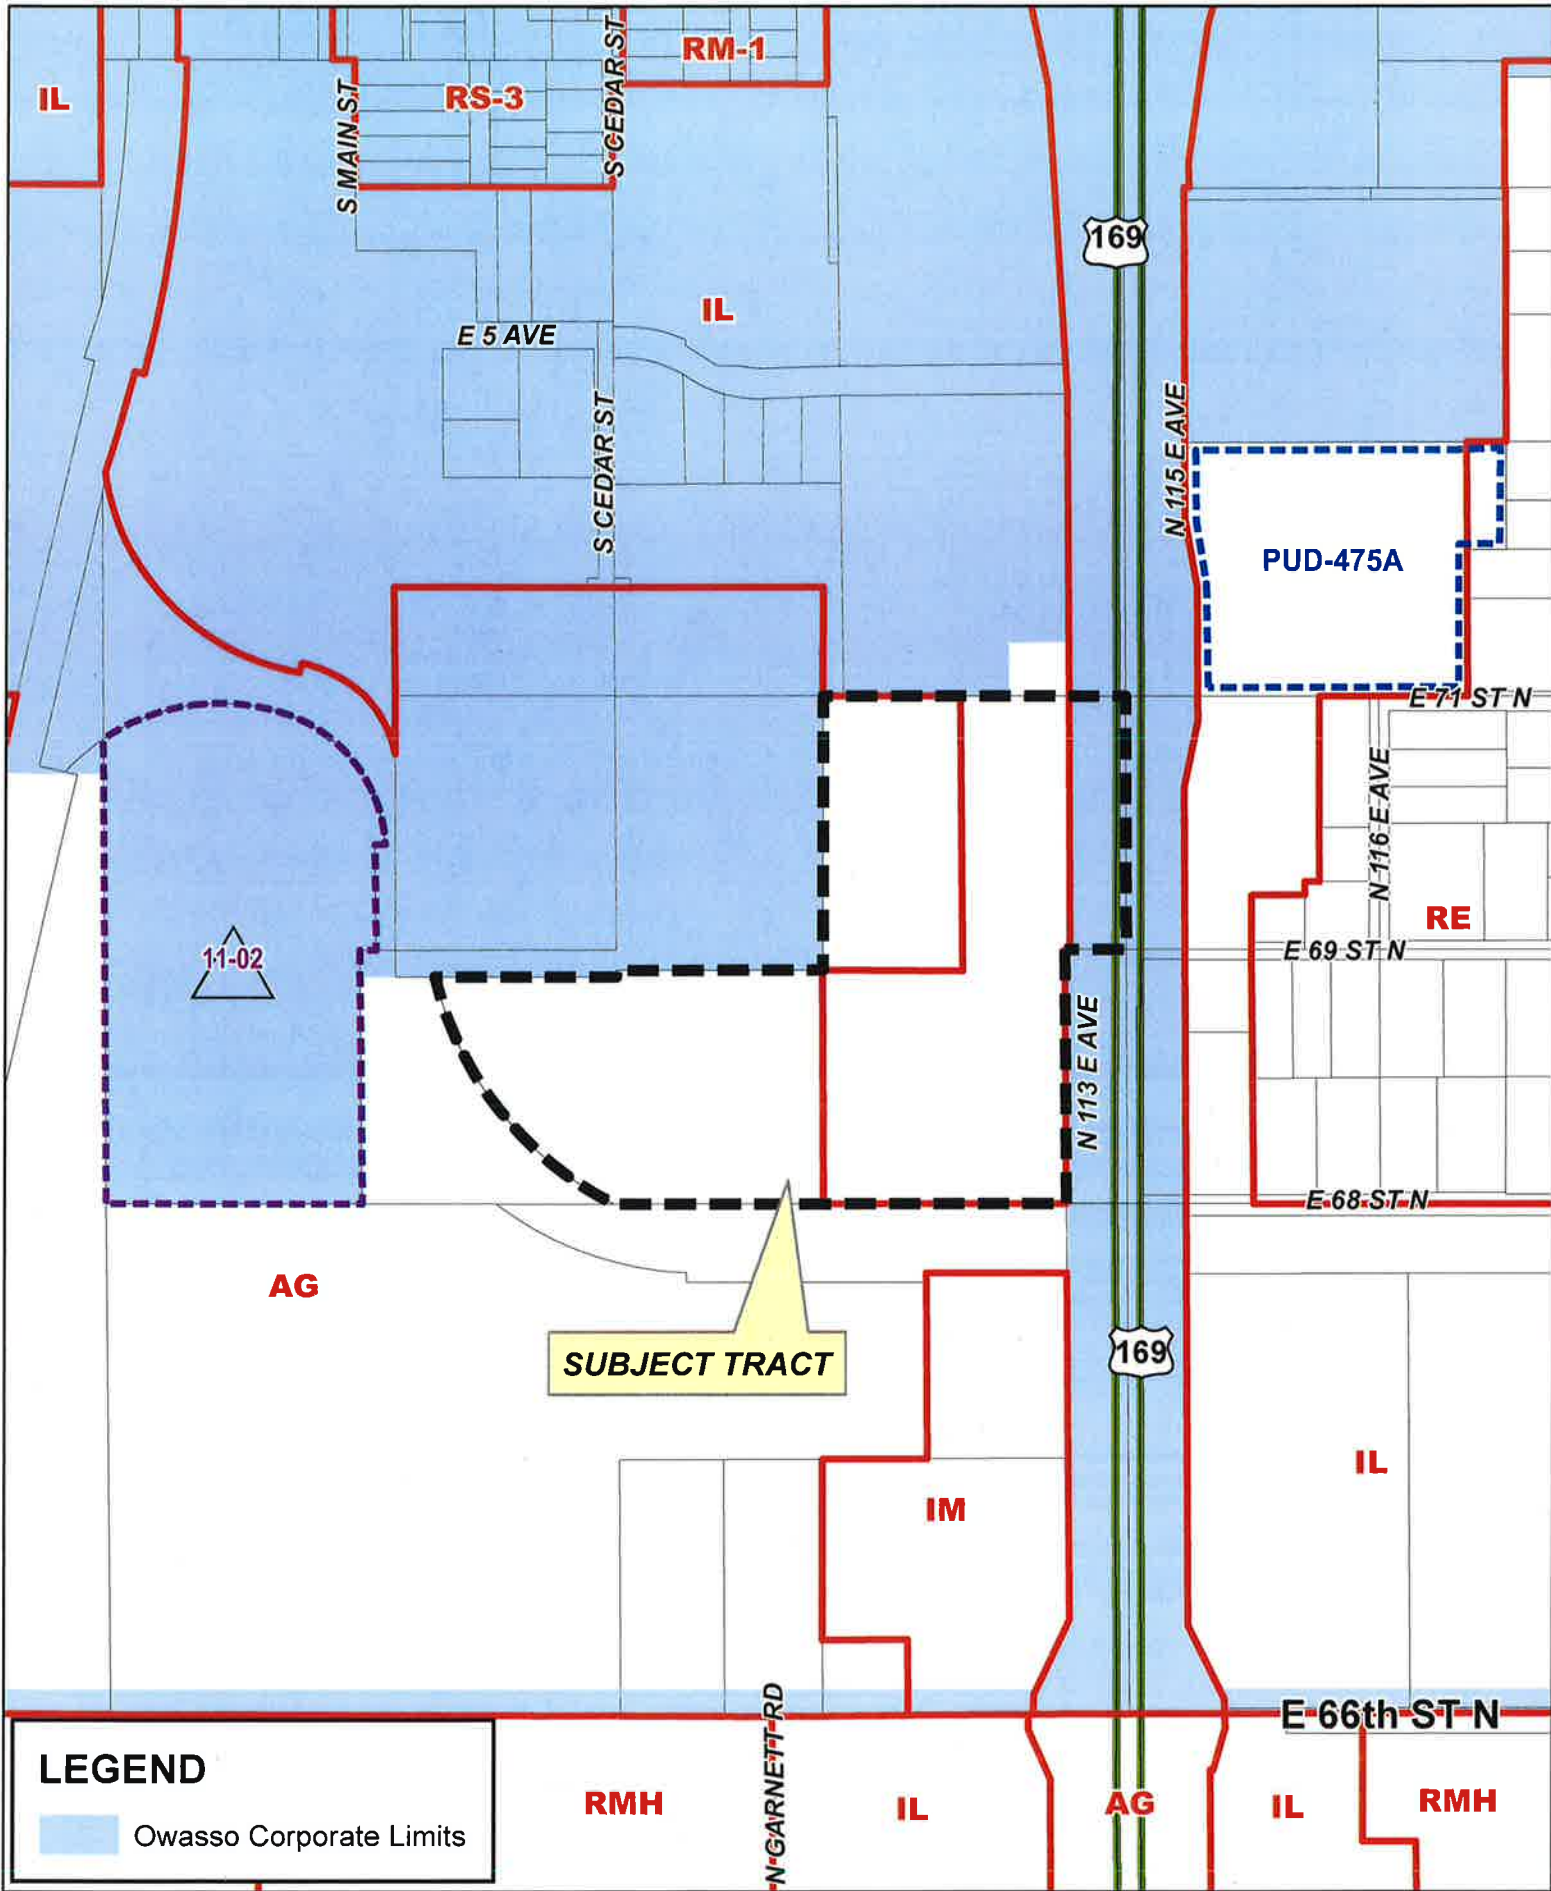 RM-1
IL
RS-3
S MAIN ST
S CEDAR ST
169
IL
E 5 AVE
S CEDAR ST
N 115 E AVE
PUD-475A
E 71 ST N
N 116 E AVE
RE
11-02
E 69 ST N
N 113 E AVE
E 68 ST N
AG
SUBJECT TRACT
169
IL
IM
E 66th ST N
N GARNETT RD
LEGEND
Owasso Corporate Limits
RMH
IL
AG
IL
RMH